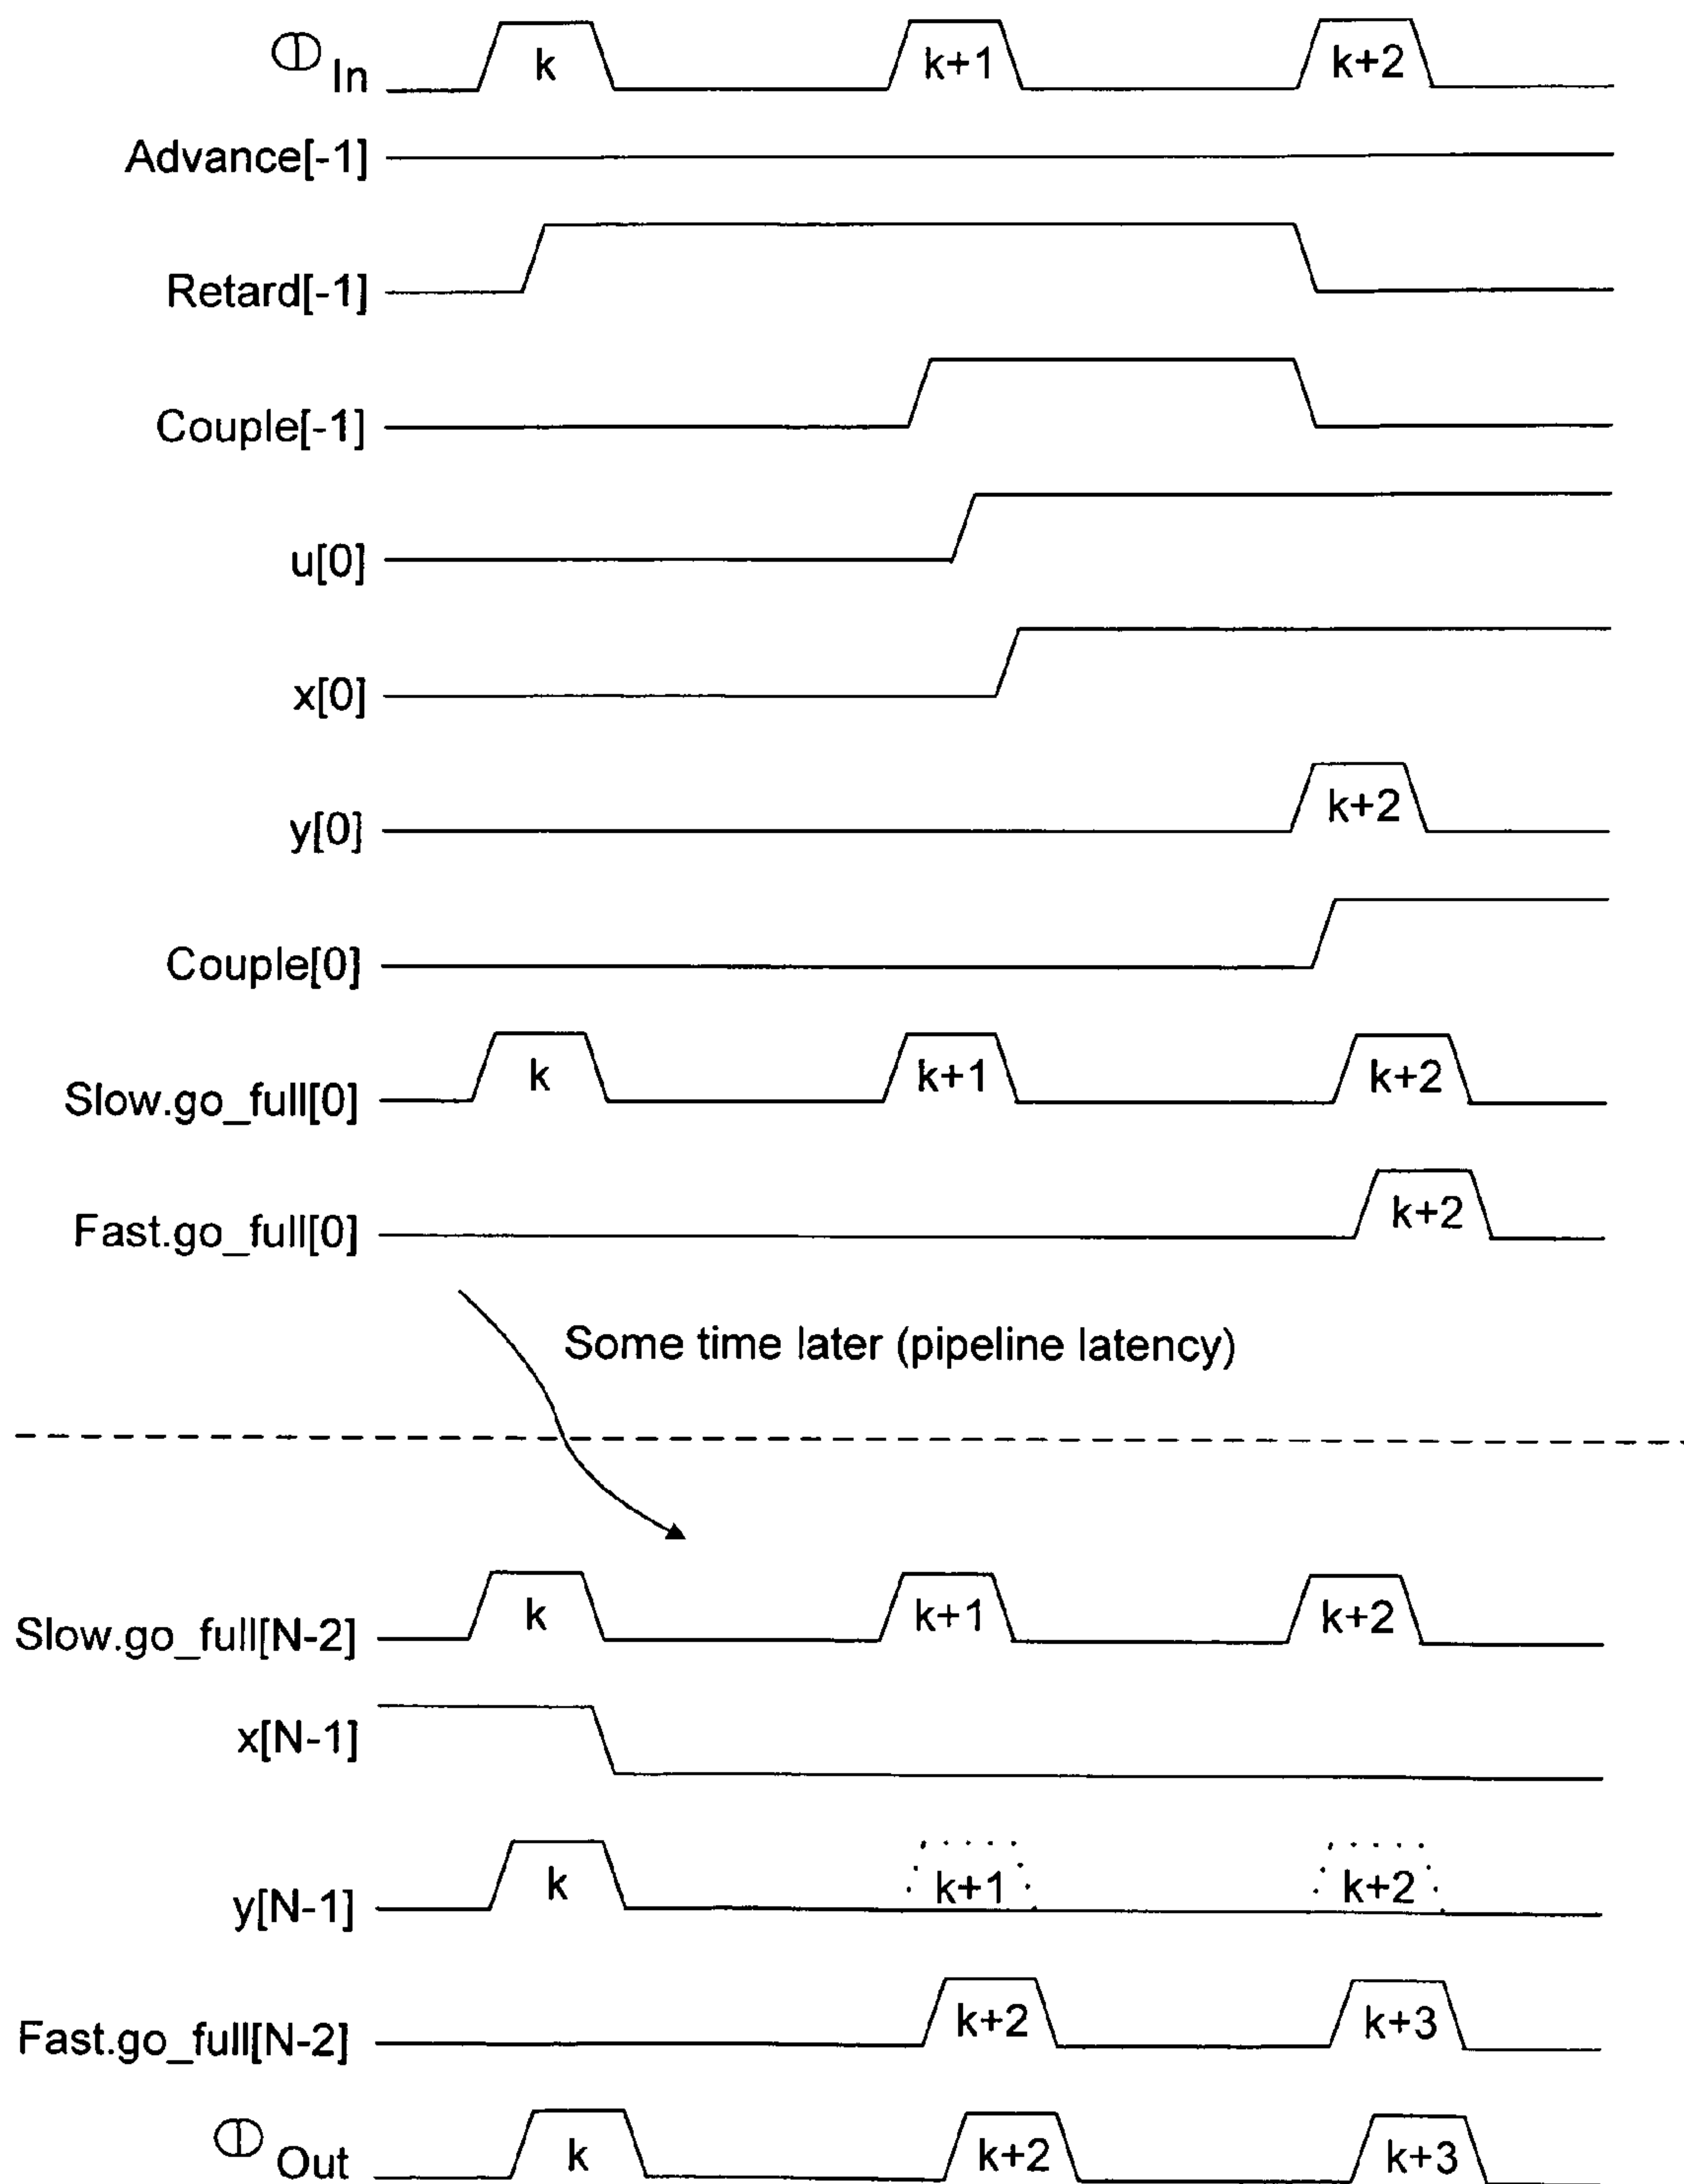 Φ In k k+1 k+2
Advance[-1]
Retard[-1]
Couple[-1]
u[0]
x[0]
y[0] k+2
Couple[0]
Slow.go_full[0] k k+1 k+2
Fast.go_full[0] k+2
Some time later (pipeline latency)
Slow.go_full[N-2] k k+1 k+2
x[N-1]
y[N-1] k k+1 k+2
Fast.go_full[N-2] k+2 k+3
Φ Out k k+2 k+3